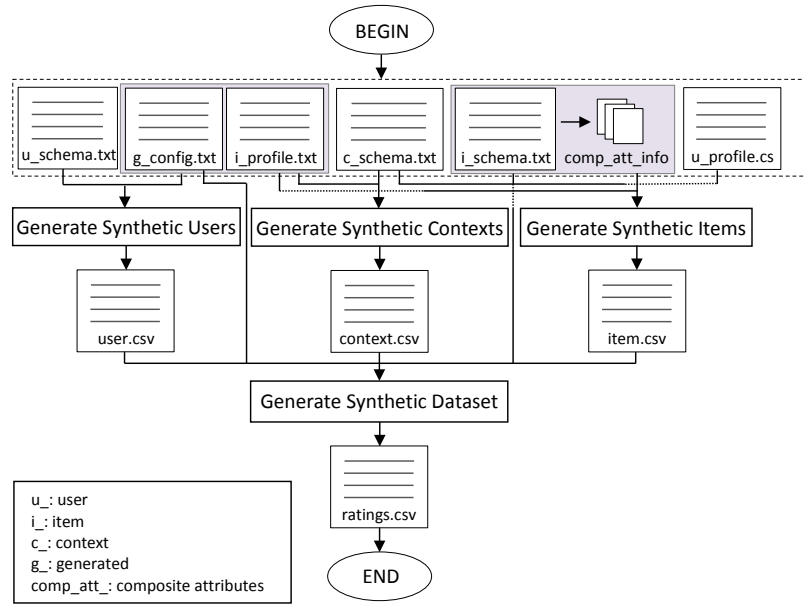 BEGIN
u_schema.txt
g_config.txt
i_profile.txt
c_schema.txt
i_schema.txt
comp_att_info
u_profile.cs
Generate Synthetic Users
Generate Synthetic Contexts
Generate Synthetic Items
user.csv
context.csv
item.csv
Generate Synthetic Dataset
ratings.csv
u_: user
i_: item
c_: context
g_: generated
comp_att_: composite attributes
END